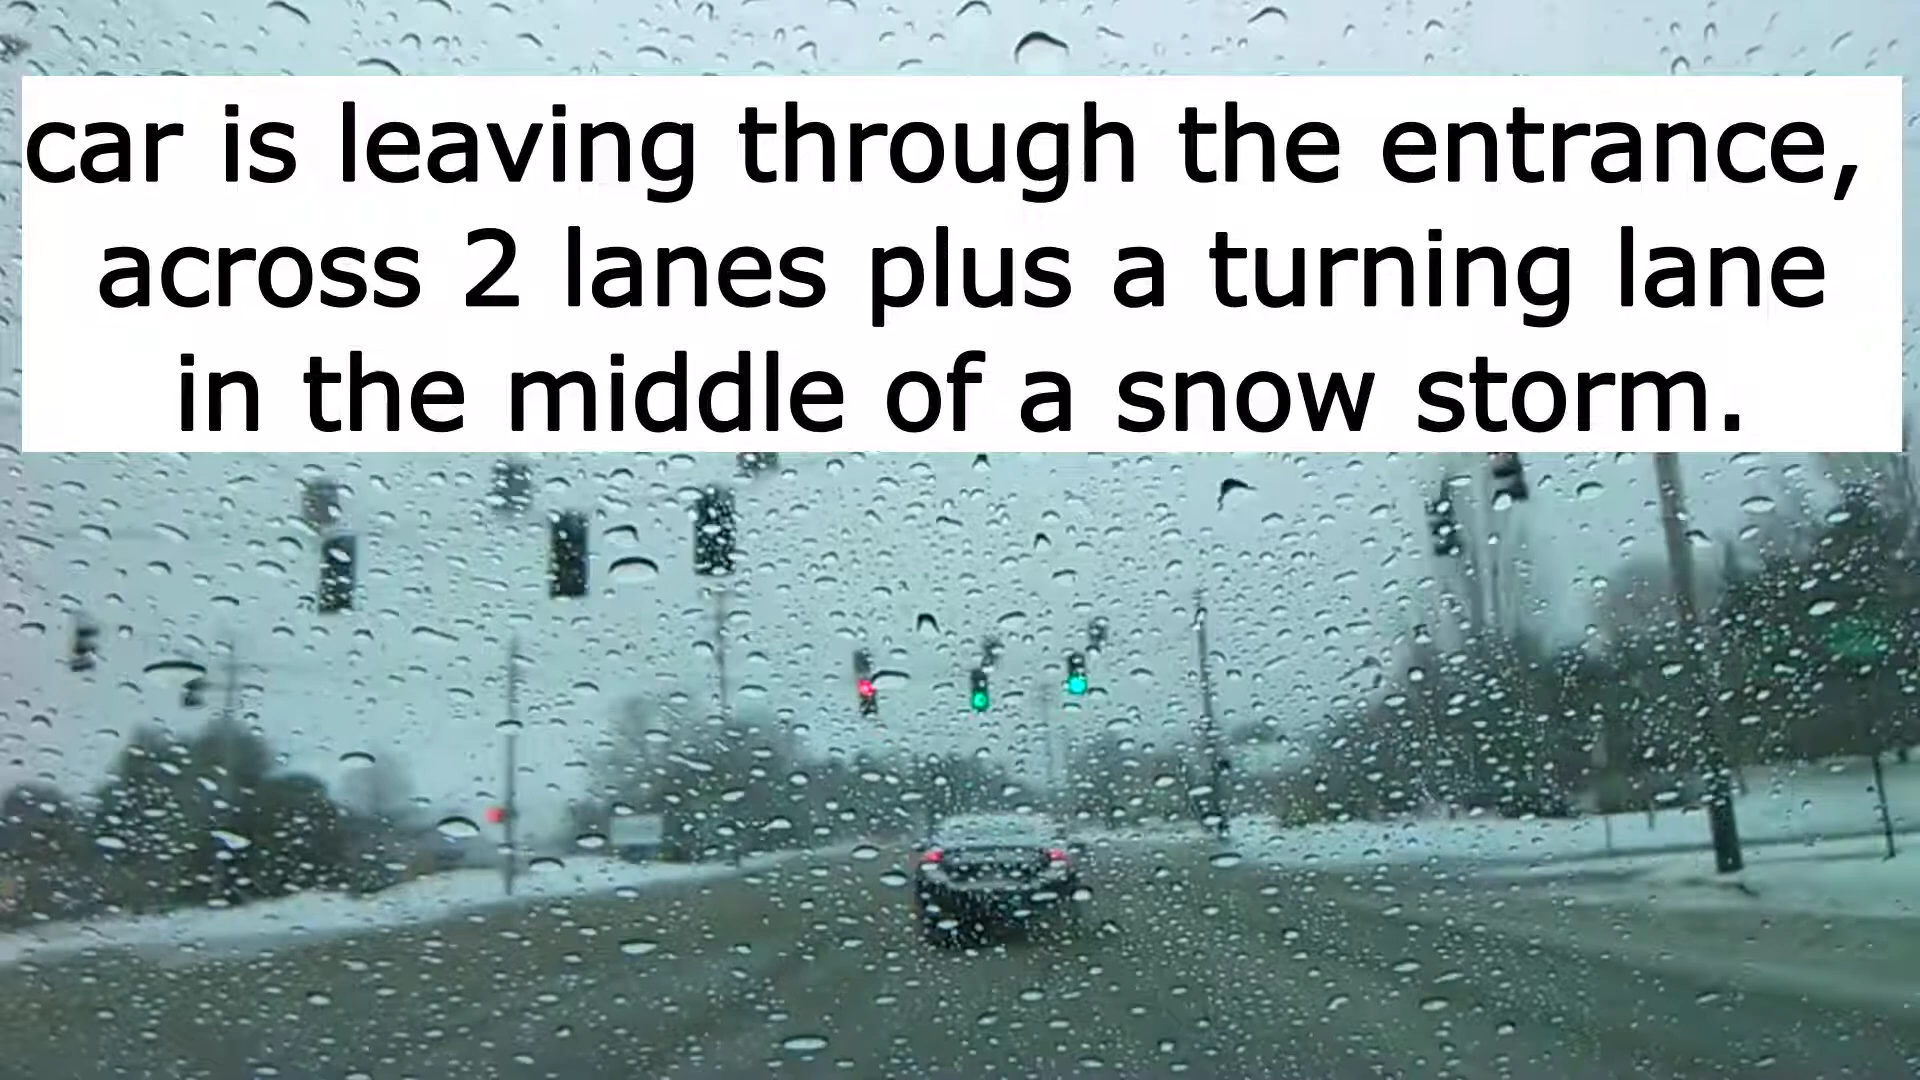 car is leaving through the entrance,
across 2 lanes plus a turning lane
in the middle of a snow storm.